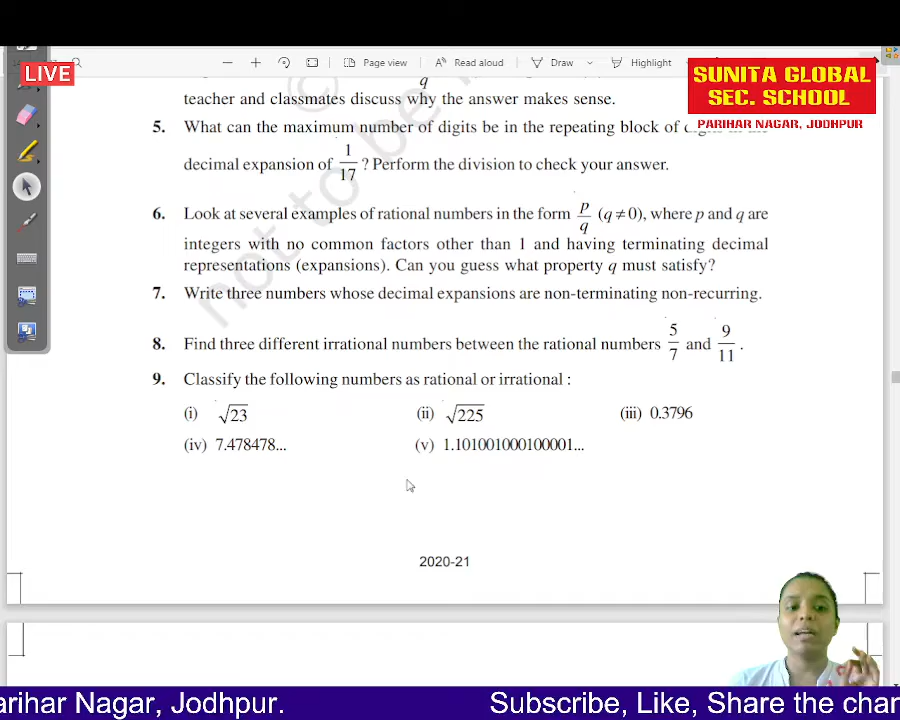 LIVE
Page view
Read aloud
Draw
Highlight
SUNITA GLOBAL
SEC. SCHOOL
PARIHAR NAGAR, JODHPUR
q
teacher and classmates discuss why the answer makes sense.
5. What can the maximum number of digits be in the repeating block of
decimal expansion of 1/17 ? Perform the division to check your answer.
6. Look at several examples of rational numbers in the form p/q (q ≠ 0), where p and q are
integers with no common factors other than 1 and having terminating decimal
representations (expansions). Can you guess what property q must satisfy?
7. Write three numbers whose decimal expansions are non-terminating non-recurring.
8. Find three different irrational numbers between the rational numbers 5/7 and 9/11 .
9. Classify the following numbers as rational or irrational :
(i) √23 (ii) √225 (iii) 0.3796
(iv) 7.478478... (v) 1.101001000100001...
not to be
2020-21
arihar Nagar, Jodhpur. Subscribe, Like, Share the char